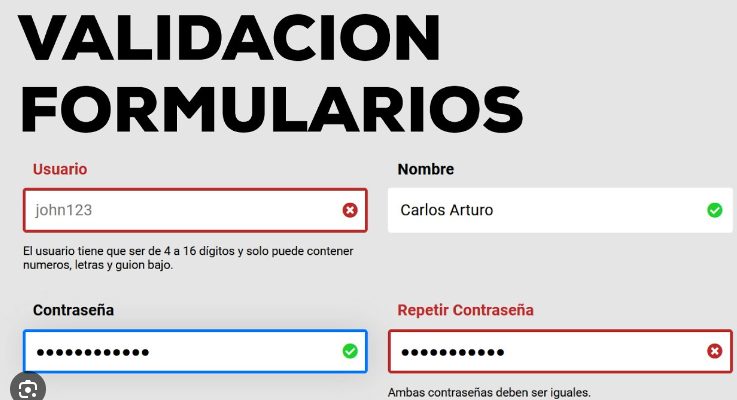 VALIDACION
FORMULARIOS
Usuario
Nombre
john123
Carlos Arturo
El usuario tiene que ser de 4 a 16 dígitos y solo puede contener
numeros, letras y guion bajo.
Contraseña
Repetir Contraseña
••••••••••••
•••••••••••
Ambas contraseñas deben ser iguales.